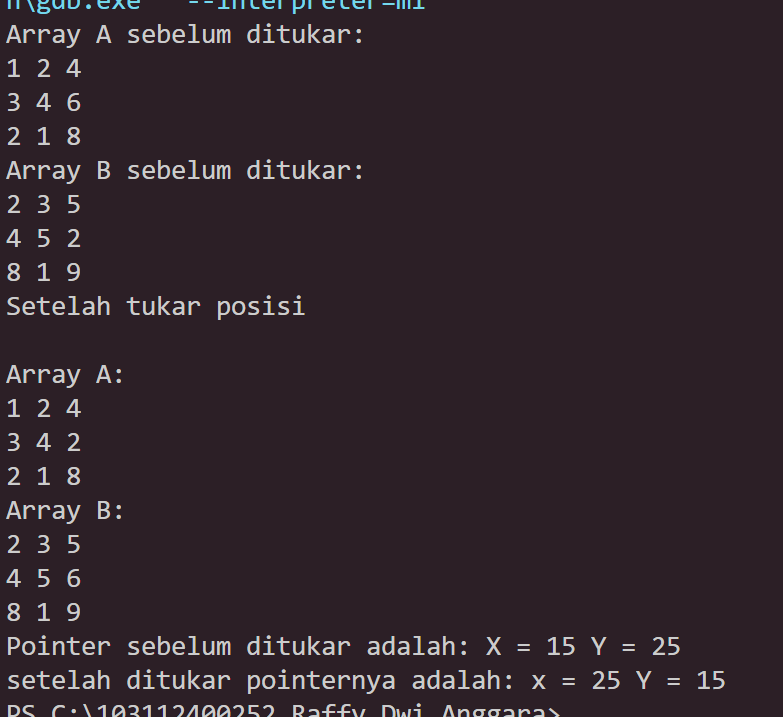 n\gdb.exe" "--interpreter=mi"
Array A sebelum ditukar:
1 2 4
3 4 6
2 1 8
Array B sebelum ditukar:
2 3 5
4 5 2
8 1 9
Setelah tukar posisi
Array A:
1 2 4
3 4 2
2 1 8
Array B:
2 3 5
4 5 6
8 1 9
Pointer sebelum ditukar adalah: X = 15 Y = 25
setelah ditukar pointernya adalah: x = 25 Y = 15
PS C:\103112400252 Raffy Dwi Anggara>